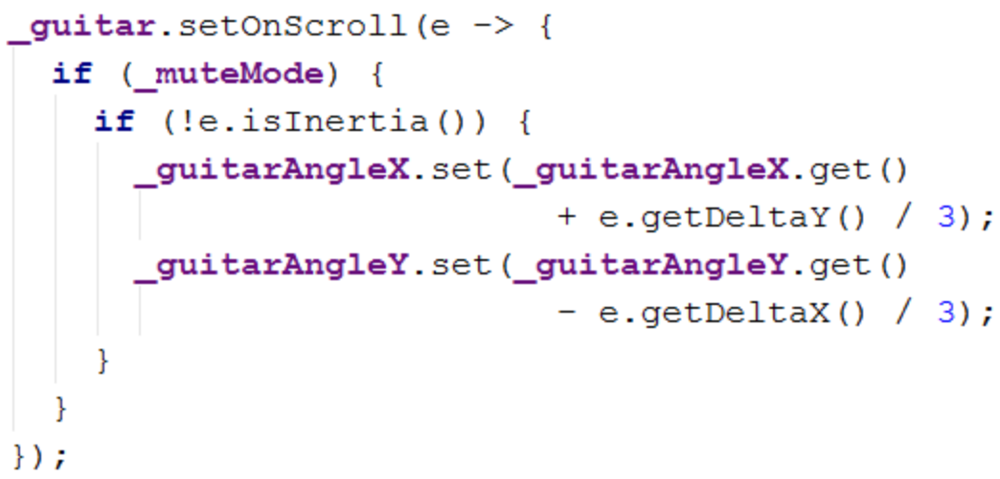 _guitar.setOnScroll(e -> {
  if (_muteMode) {
    if (!e.isInertia()) {
      _guitarAngleX.set(_guitarAngleX.get()
                          + e.getDeltaY() / 3);
      _guitarAngleY.set(_guitarAngleY.get()
                          - e.getDeltaX() / 3);
    }
  }
});